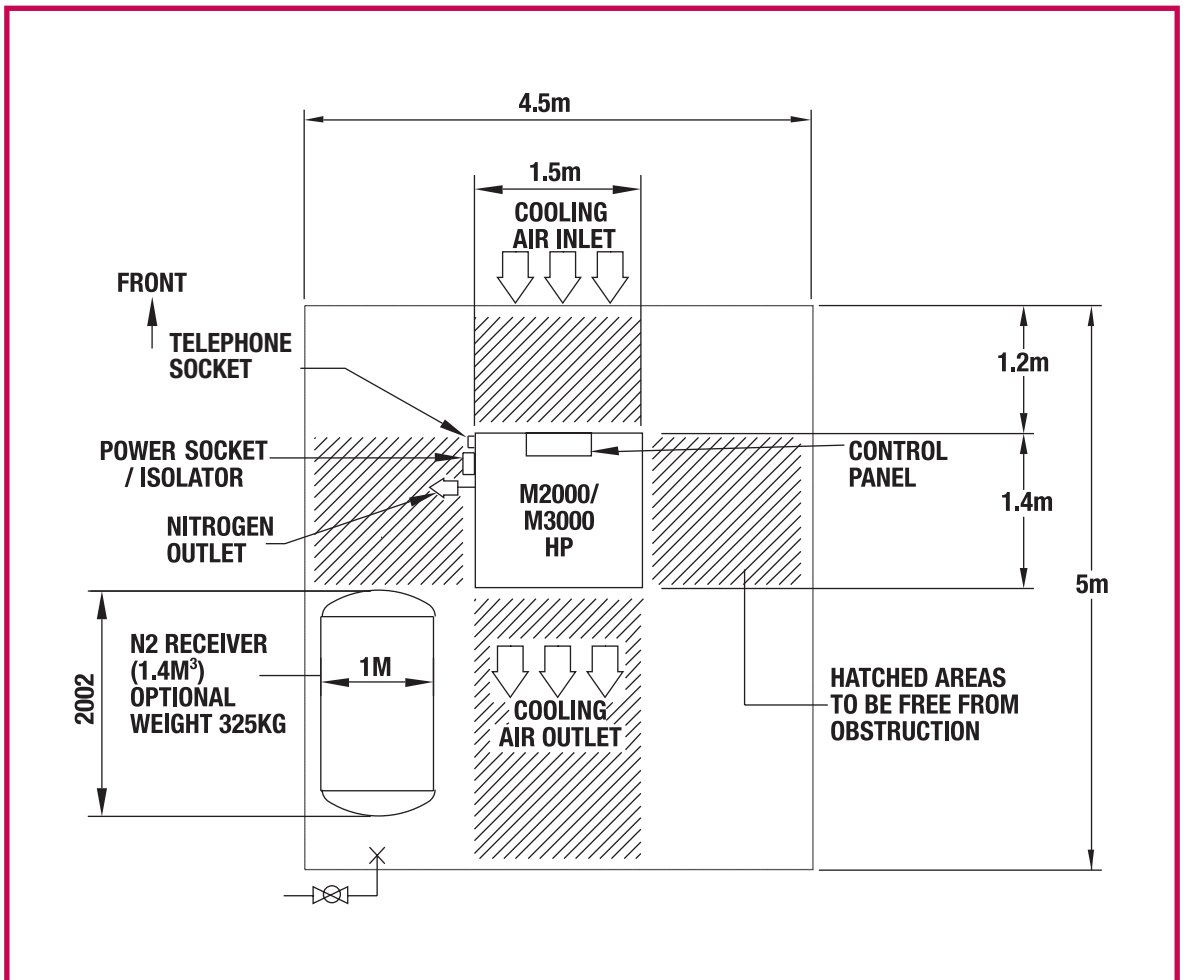 4.5m
1.5m
COOLING
AIR INLET
FRONT
TELEPHONE
SOCKET
1.2m
POWER SOCKET
/ ISOLATOR
CONTROL
PANEL
M2000/
M3000
HP
1.4m
NITROGEN
OUTLET
5m
N2 RECEIVER
(1.4M³)
OPTIONAL
WEIGHT 325KG
1M
2002
COOLING
AIR OUTLET
HATCHED AREAS
TO BE FREE FROM
OBSTRUCTION